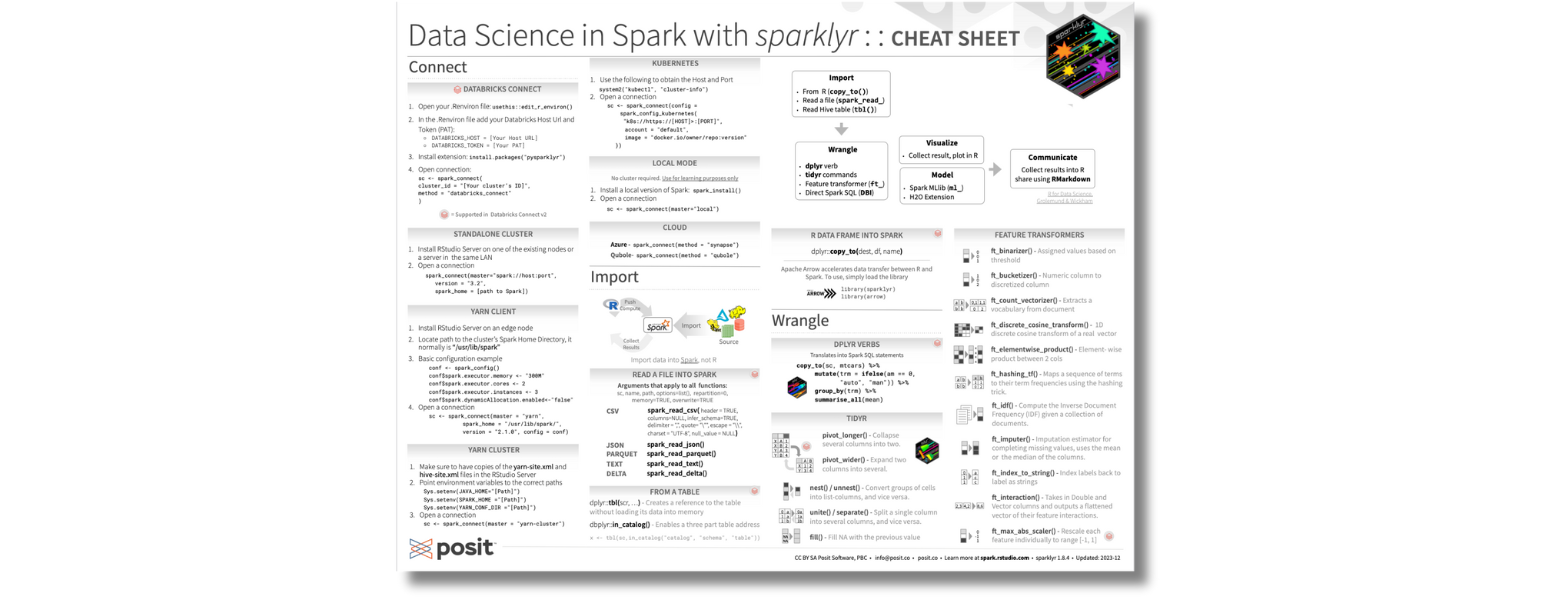 Data Science in Spark with sparklyr : : CHEAT SHEET
sparklyr
Connect
DATABRICKS CONNECT
1. Open your .Renviron file: usethis::edit_r_environ()
2. In the .Renviron file add your Databricks Host Url and
Token (PAT):
DATABRICKS_HOST = [Your Host URL]
DATABRICKS_TOKEN = [Your PAT]
3. Install extension: install.packages("pysparklyr")
4. Open connection:
sc <- spark_connect(
cluster_id = "[Your cluster's ID]",
method = "databricks_connect"
)
= Supported in Databricks Connect v2
STANDALONE CLUSTER
1. Install RStudio Server on one of the existing nodes or
a server in the same LAN
2. Open a connection
spark_connect(master="spark://host:port",
version = "3.2",
spark_home = [path to Spark])
YARN CLIENT
1. Install RStudio Server on an edge node
2. Locate path to the cluster's Spark Home Directory, it
normally is "/usr/lib/spark"
3. Basic configuration example
conf <- spark_config()
conf$spark.executor.memory <- "300M"
conf$spark.executor.cores <- 2
conf$spark.executor.instances <- 3
conf$spark.dynamicAllocation.enabled<-"false"
4. Open a connection
sc <- spark_connect(master = "yarn",
spark_home = "/usr/lib/spark/",
version = "2.1.0", config = conf)
YARN CLUSTER
1. Make sure to have copies of the yarn-site.xml and
hive-site.xml files in the RStudio Server
2. Point environment variables to the correct paths
Sys.setenv(JAVA_HOME="[Path]")
Sys.setenv(SPARK_HOME ="[Path]")
Sys.setenv(YARN_CONF_DIR ="[Path]")
3. Open a connection
sc <- spark_connect(master = "yarn-cluster")
KUBERNETES
1. Use the following to obtain the Host and Port
system2("kubectl", "cluster-info")
2. Open a connection
sc <- spark_connect(config =
spark_config_kubernetes(
"k8s://https://[HOST]>:[PORT]",
account = "default",
image = "docker.io/owner/repo:version"
))
LOCAL MODE
No cluster required. Use for learning purposes only
1. Install a local version of Spark: spark_install()
2. Open a connection
sc <- spark_connect(master="local")
CLOUD
Azure - spark_connect(method = "synapse")
Qubole- spark_connect(method = "qubole")
Import
R
Push
Compute
Spark
Import
Collect
Results
Source
Import data into Spark, not R
READ A FILE INTO SPARK
Arguments that apply to all functions:
sc, name, path, options=list(), repartition=0,
memory=TRUE, overwrite=TRUE
CSV spark_read_csv( header = TRUE,
columns=NULL, infer_schema=TRUE,
delimiter = ",", quote= "\"", escape = "\\",
charset = "UTF-8", null_value = NULL)
JSON spark_read_json()
PARQUET spark_read_parquet()
TEXT spark_read_text()
DELTA spark_read_delta()
FROM A TABLE
dplyr::tbl(scr, ...) - Creates a reference to the table
without loading its data into memory
dbplyr::in_catalog() - Enables a three part table address
x <- tbl(sc,in_catalog("catalog", "schema", "table"))
Import
• From R (copy_to())
• Read a file (spark_read_)
• Read Hive table (tbl())
Wrangle
• dplyr verb
• tidyr commands
• Feature transformer (ft_)
• Direct Spark SQL (DBI)
Visualize
• Collect result, plot in R
Model
• Spark MLlib (ml_)
• H2O Extension
Communicate
Collect results into R
share using RMarkdown
R for Data Science,
Grolemund & Wickham
R DATA FRAME INTO SPARK
dplyr::copy_to(dest, df, name)
Apache Arrow accelerates data transfer between R and
Spark. To use, simply lead the library
ARROW
library(sparklyr)
library(arrow)
Wrangle
DPLYR VERBS
Translates into Spark SQL statements
copy_to(sc, mtcars) %>%
mutate(trm = ifelse(am == 0,
"auto", "man")) %>%
group_by(trm) %>%
summarise_all(mean)
TIDYR
pivot_longer() - Collapse
several columns into two.
pivot_wider() - Expand two
columns into several.
nest() / unnest() - Convert groups of cells
into list-columns, and vice versa.
unite() / separate() - Split a single column
into several columns, and vice versa.
fill() - Fill NA with the previous value
FEATURE TRANSFORMERS
ft_binarizer() - Assigned values based on
threshold
ft_bucketizer() - Numeric column to
discretized column
ft_count_vectorizer() - Extracts a
vocabulary from document
ft_discrete_cosine_transform() - 1D
discrete cosine transform of a real vector
ft_elementwise_product() - Element- wise
product between 2 cols
ft_hashing_tf() - Maps a sequence of terms
to their term frequencies using the hashing
trick.
ft_idf() - Compute the Inverse Document
Frequency (IDF) given a collection of
documents.
ft_imputer() - Imputation estimator for
completing missing values, uses the mean
or the median of the columns.
ft_index_to_string() - Index labels back to
label as strings
ft_interaction() - Takes in Double and
Vector columns and outputs a flattened
vector of their feature interactions.
ft_max_abs_scaler() - Rescale each
feature individually to range [-1, 1]
posit
CC BY SA Posit Software, PBC • info@posit.co • posit.co • Learn more at spark.rstudio.com • sparklyr 1.8.4 • Updated: 2023-12